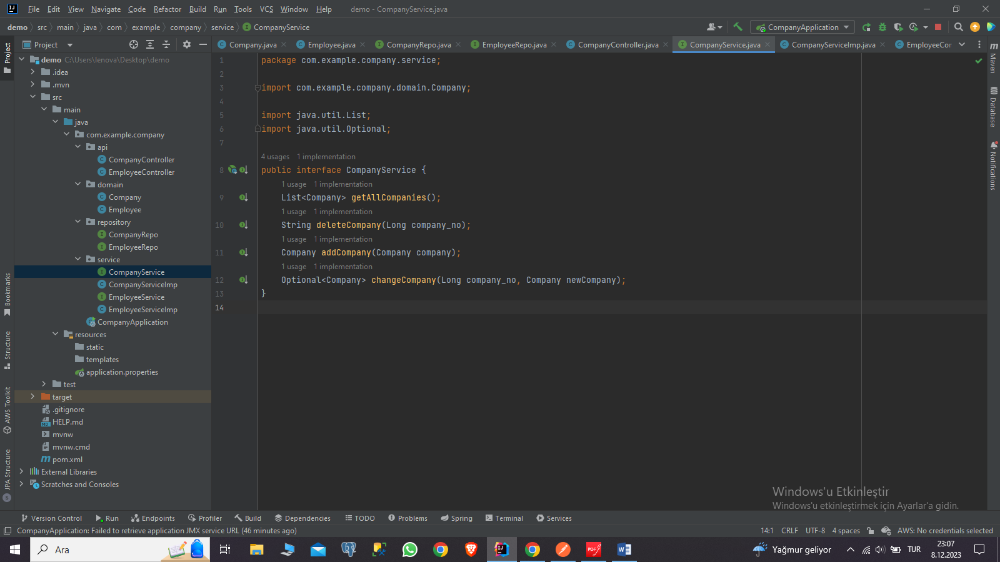 File Edit View Navigate Code Refactor Build Run Tools VCS Window Help demo - CompanyService.java
demo src main java com example company service CompanyService
CompanyApplication
Project
Company.java Employee.java CompanyRepo.java EmployeeRepo.java CompanyController.java CompanyService.java CompanyServiceImp.java EmployeeCor
Project
Bookmarks
Structure
AWS Toolkit
JPA Structure
demo C:\Users\lenova\Desktop\demo
.idea
.mvn
src
main
java
com.example.company
api
CompanyController
EmployeeController
domain
Company
Employee
repository
CompanyRepo
EmployeeRepo
service
CompanyService
CompanyServiceImp
EmployeeService
EmployeeServiceImp
CompanyApplication
resources
static
templates
application.properties
test
target
.gitignore
HELP.md
mvnw
mvnw.cmd
pom.xml
External Libraries
Scratches and Consoles
1 package com.example.company.service;
2
3 import com.example.company.domain.Company;
4
5 import java.util.List;
6 import java.util.Optional;
7
4 usages 1 implementation
8 public interface CompanyService {
1 usage 1 implementation
9 List<Company> getAllCompanies();
1 usage 1 implementation
10 String deleteCompany(Long company_no);
1 usage 1 implementation
11 Company addCompany(Company company);
1 usage 1 implementation
12 Optional<Company> changeCompany(Long company_no, Company newCompany);
13 }
14
Maven
Database
Notifications
Windows'u Etkinleştir
Windows'u etkinleştirmek için Ayarlar'a gidin.
Version Control Run Endpoints Profiler Build Dependencies TODO Problems Spring Terminal Services
CompanyApplication: Failed to retrieve application JMX service URL (46 minutes ago) 14:1 CRLF UTF-8 4 spaces AWS: No credentials selected
Ara Yağmur geliyor TUR 23:07
8.12.2023